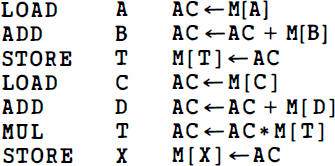 LOAD A AC←M[A]
ADD B AC←AC + M[B]
STORE T M[T]←AC
LOAD C AC←M[C]
ADD D AC←AC + M[D]
MUL T AC←AC*M[T]
STORE X M[X]←AC